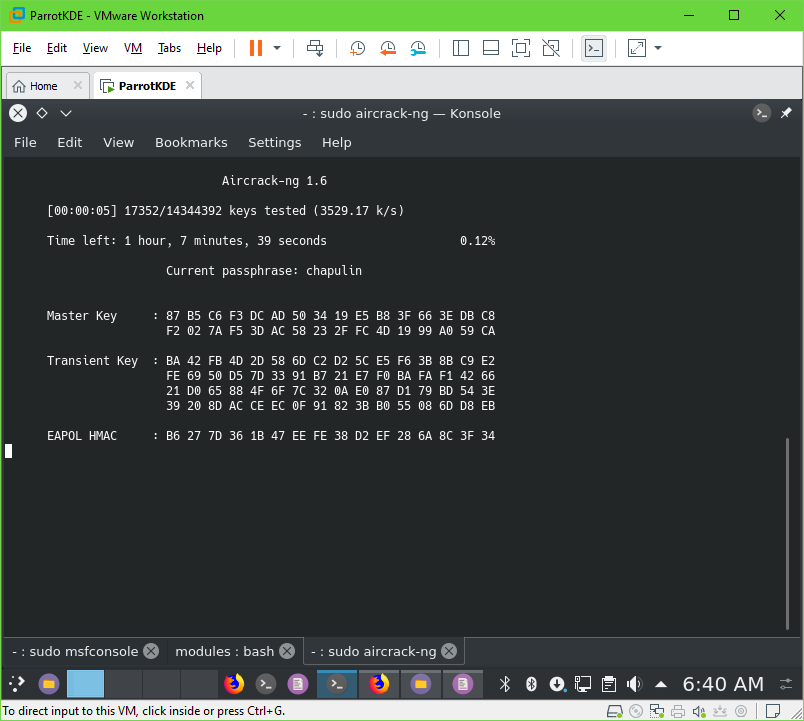 ParrotKDE - VMware Workstation
File Edit View VM Tabs Help
Home ParrotKDE
- : sudo aircrack-ng — Konsole
File Edit View Bookmarks Settings Help
Aircrack-ng 1.6
[00:00:05] 17352/14344392 keys tested (3529.17 k/s)
Time left: 1 hour, 7 minutes, 39 seconds 0.12%
Current passphrase: chapulin
Master Key : 87 B5 C6 F3 DC AD 50 34 19 E5 B8 3F 66 3E DB C8
F2 02 7A F5 3D AC 58 23 2F FC 4D 19 99 A0 59 CA
Transient Key : BA 42 FB 4D 2D 58 6D C2 D2 5C E5 F6 3B 8B C9 E2
FE 69 50 D5 7D 33 91 B7 21 E7 F0 BA FA F1 42 66
21 D0 65 88 4F 6F 7C 32 0A E0 87 D1 79 BD 54 3E
39 20 8D AC CE EC 0F 91 82 3B B0 55 08 6D D8 EB
EAPOL HMAC : B6 27 7D 36 1B 47 EE FE 38 D2 EF 28 6A 8C 3F 34
- : sudo msfconsole modules : bash - : sudo aircrack-ng
6:40 AM
To direct input to this VM, click inside or press Ctrl+G.